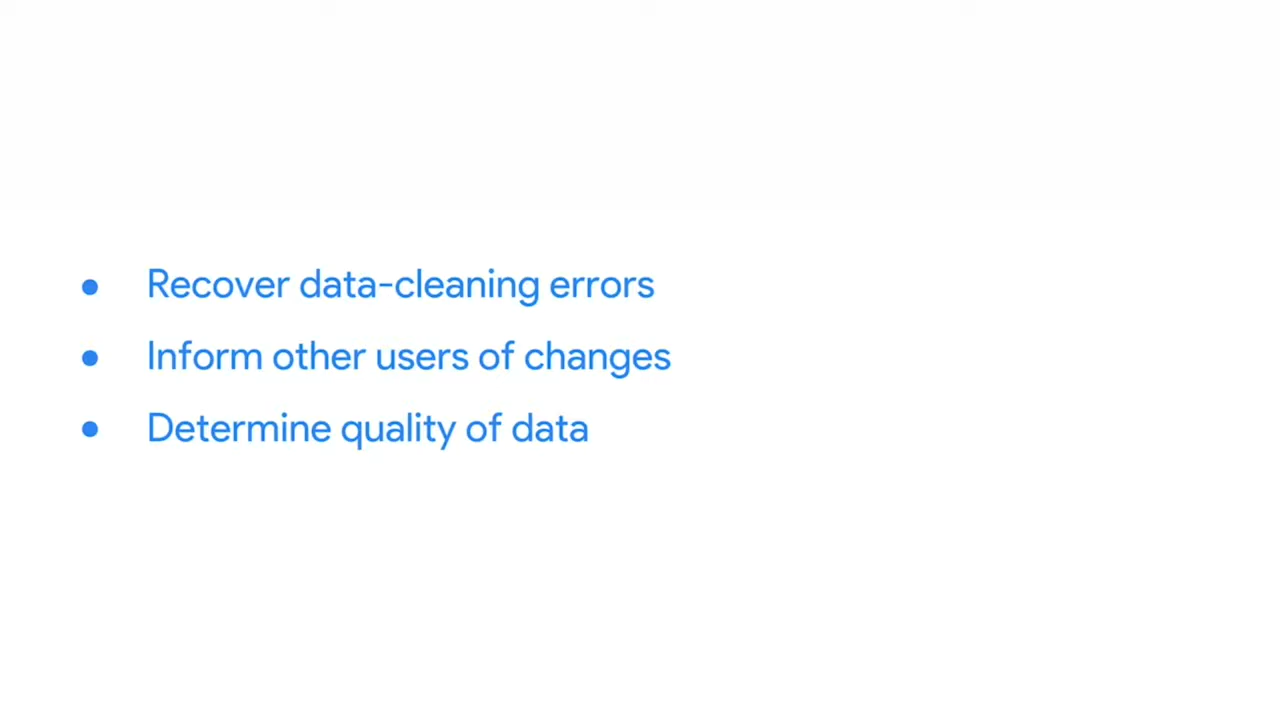 ● Recover data-cleaning errors
● Inform other users of changes
● Determine quality of data